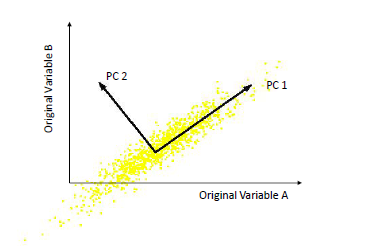 Original Variable B
PC 2
PC 1
Original Variable A